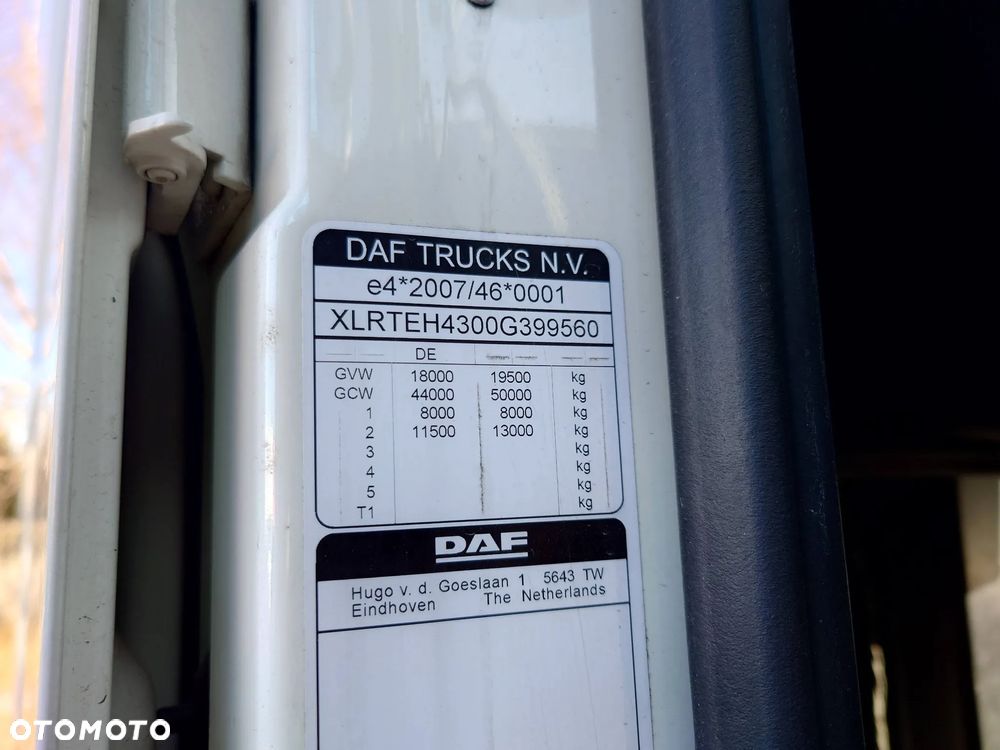 DAF TRUCKS N.V.
e4*2007/46*0001
XLRTEH4300G399560
DE
GVW 18000 19500 kg
GCW 44000 50000 kg
1 8000 8000 kg
2 11500 13000 kg
3 kg
4 kg
5 kg
T1 kg
DAF
Hugo v. d. Goeslaan 1 5643 TW
Eindhoven The Netherlands
OTOMOTO